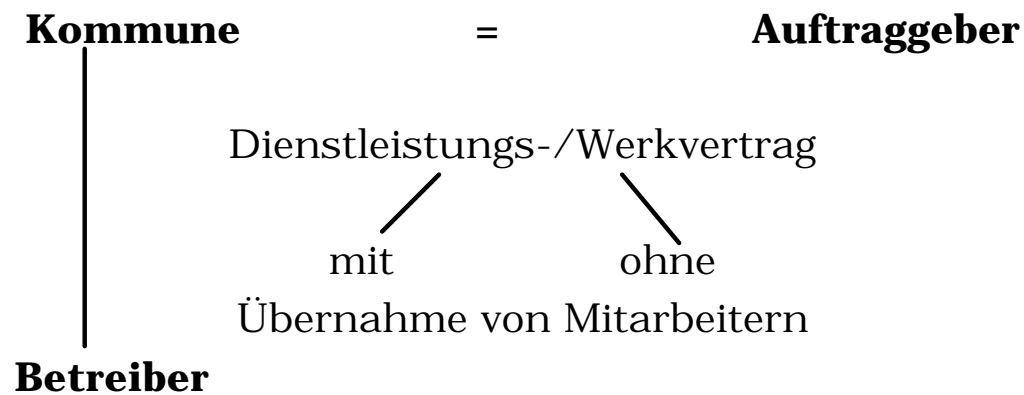 Kommune = Auftraggeber
Dienstleistungs-/Werkvertrag
mit ohne
Übernahme von Mitarbeitern
Betreiber